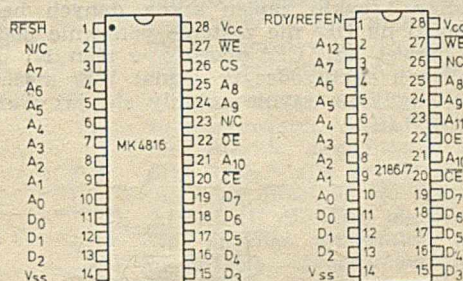 RFSH 1 28 Vcc
N/C 2 27 WE
A7 3 26 CS
A6 4 25 A8
A5 5 24 A9
A4 6 23 N/C
A3 7 MK4816 22 OE
A2 8 21 A10
A1 9 20 CE
A0 10 19 D7
D0 11 18 D6
D1 12 17 D5
D2 13 16 D4
Vss 14 15 D3
RDY/REFEN 1 28 Vcc
A12 2 27 WE
A7 3 26 NC
A6 4 25 A8
A5 5 24 A9
A4 6 23 A11
A3 7 22 OE
A2 8 21 A10
A1 9 2186/7 20 CE
A0 10 19 D7
D0 11 18 D6
D1 12 17 D5
D2 13 16 D4
Vss 14 15 D3